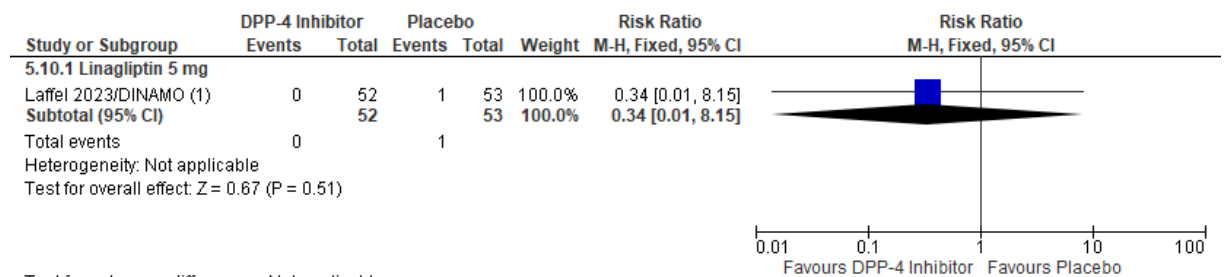 DPP-4 Inhibitor Placebo Risk Ratio Risk Ratio
Study or Subgroup Events Total Events Total Weight M-H, Fixed, 95% CI M-H, Fixed, 95% CI
5.10.1 Linagliptin 5 mg
Laffel 2023/DINAMO (1) 0 52 1 53 100.0% 0.34 [0.01, 8.15]
Subtotal (95% CI) 52 53 100.0% 0.34 [0.01, 8.15]
Total events 0 1
Heterogeneity: Not applicable
Test for overall effect: Z = 0.67 (P = 0.51)
0.01 0.1 1 10 100
Favours DPP-4 Inhibitor Favours Placebo